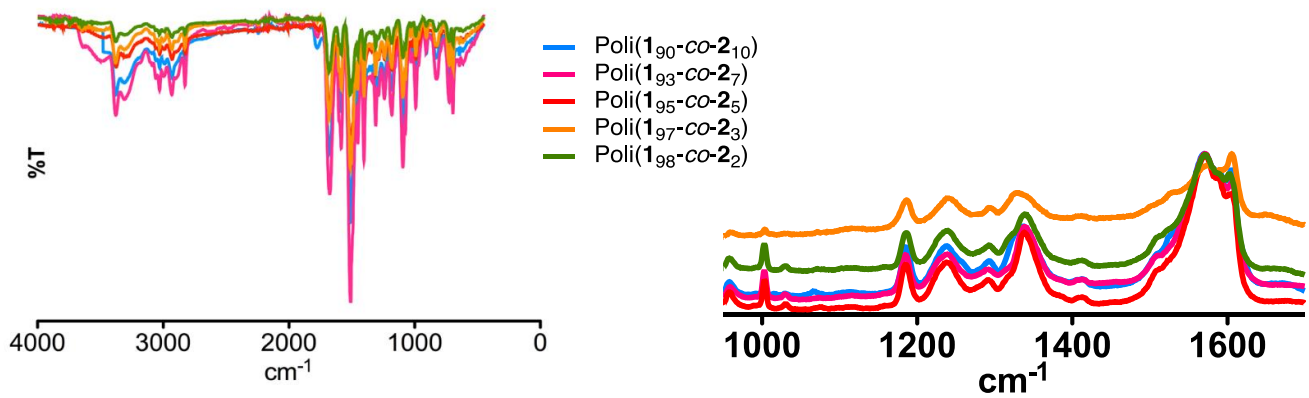 %T
4000 3000 2000 1000 0
cm-1
Poli(190-co-210)
Poli(193-co-27)
Poli(195-co-25)
Poli(197-co-23)
Poli(198-co-22)
1000 1200 1400 1600
cm-1